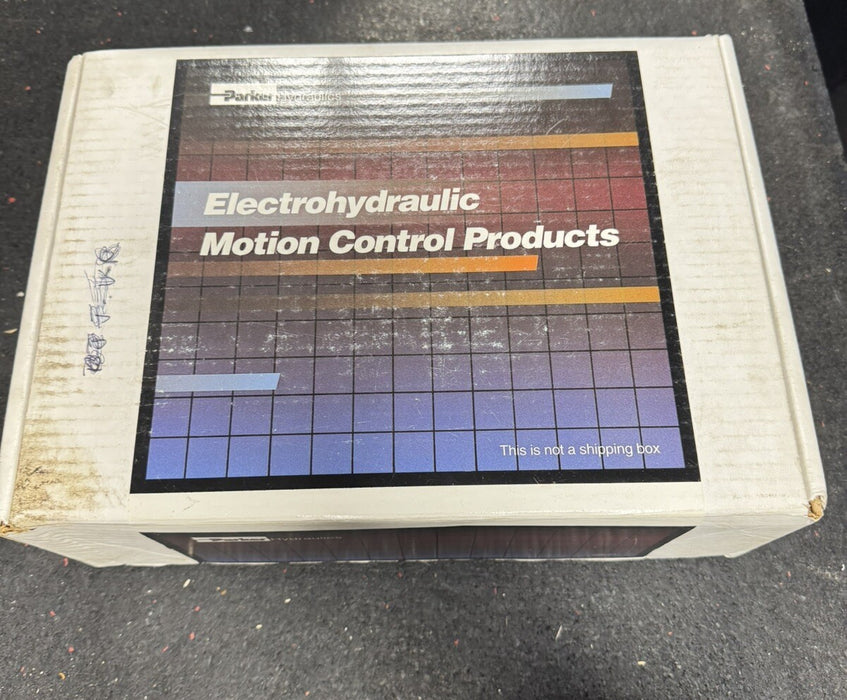 Parker Hydraulics
Electrohydraulic
Motion Control Products
This is not a shipping box
Parker Hydraulics